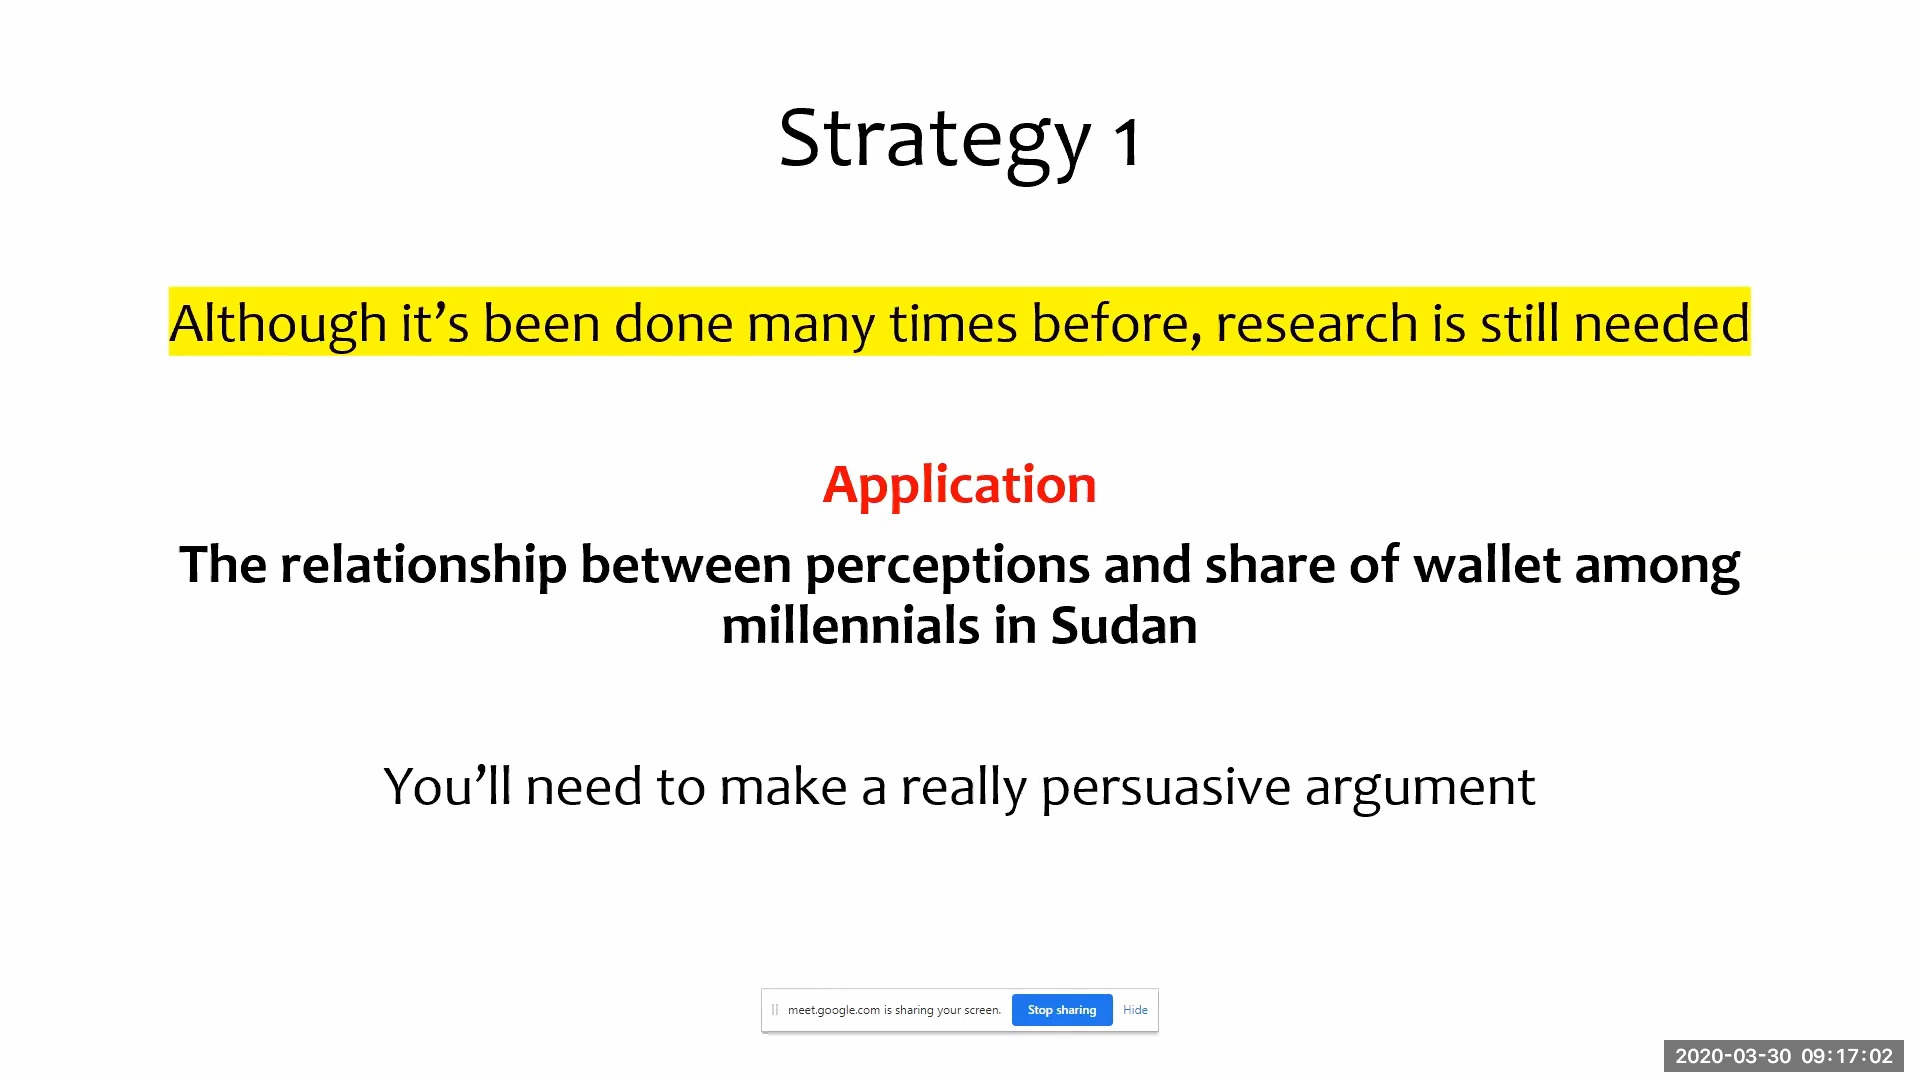 Strategy 1
Although it’s been done many times before, research is still needed
Application
The relationship between perceptions and share of wallet among
millennials in Sudan
You’ll need to make a really persuasive argument
meet.google.com is sharing your screen. Stop sharing Hide
2020-03-30 09:17:02